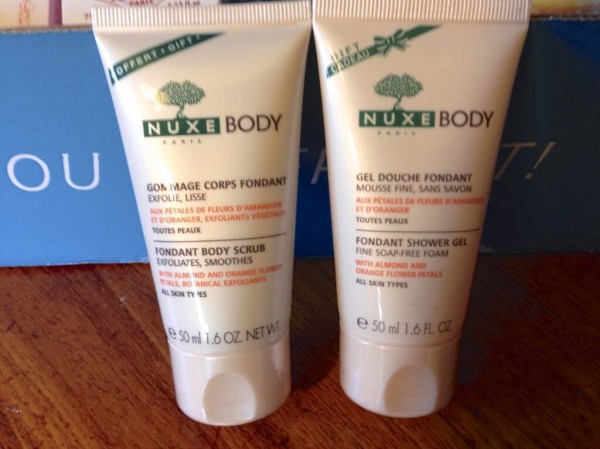 OFFERT • GIFT
NUXE BODY
PARIS
GOMMAGE CORPS FONDANT
EXFOLIE, LISSE
AUX PÉTALES DE FLEURS D'AMANDIER
ET D'ORANGER, EXFOLIANTS VÉGÉTAUX
TOUTES PEAUX
FONDANT BODY SCRUB
EXFOLIATES, SMOOTHES
WITH ALMOND AND ORANGE FLOWER
PETALS, BOTANICAL EXFOLIANTS
ALL SKIN TYPES
e 50 ml 1.6 OZ. NET WT.
GIFT
CADEAU
NUXE BODY
PARIS
GEL DOUCHE FONDANT
MOUSSE FINE, SANS SAVON
AUX PÉTALES DE FLEURS D'AMANDIER
ET D'ORANGER
TOUTES PEAUX
FONDANT SHOWER GEL
FINE SOAP-FREE FOAM
WITH ALMOND AND
ORANGE FLOWER PETALS
ALL SKIN TYPES
e 50 ml 1.6 FL. OZ.
OU
T!